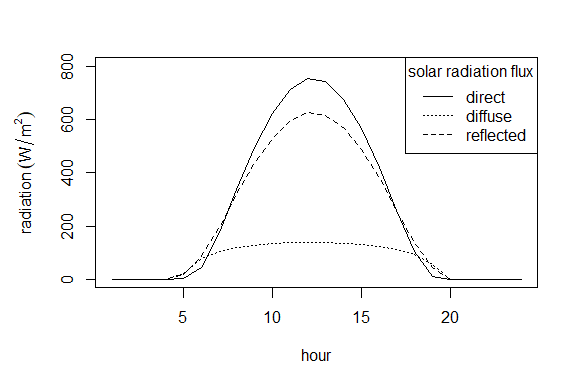 solar radiation flux
direct
diffuse
reflected
800
600
400
200
0
radiation (W/m²)
5 10 15 20
hour